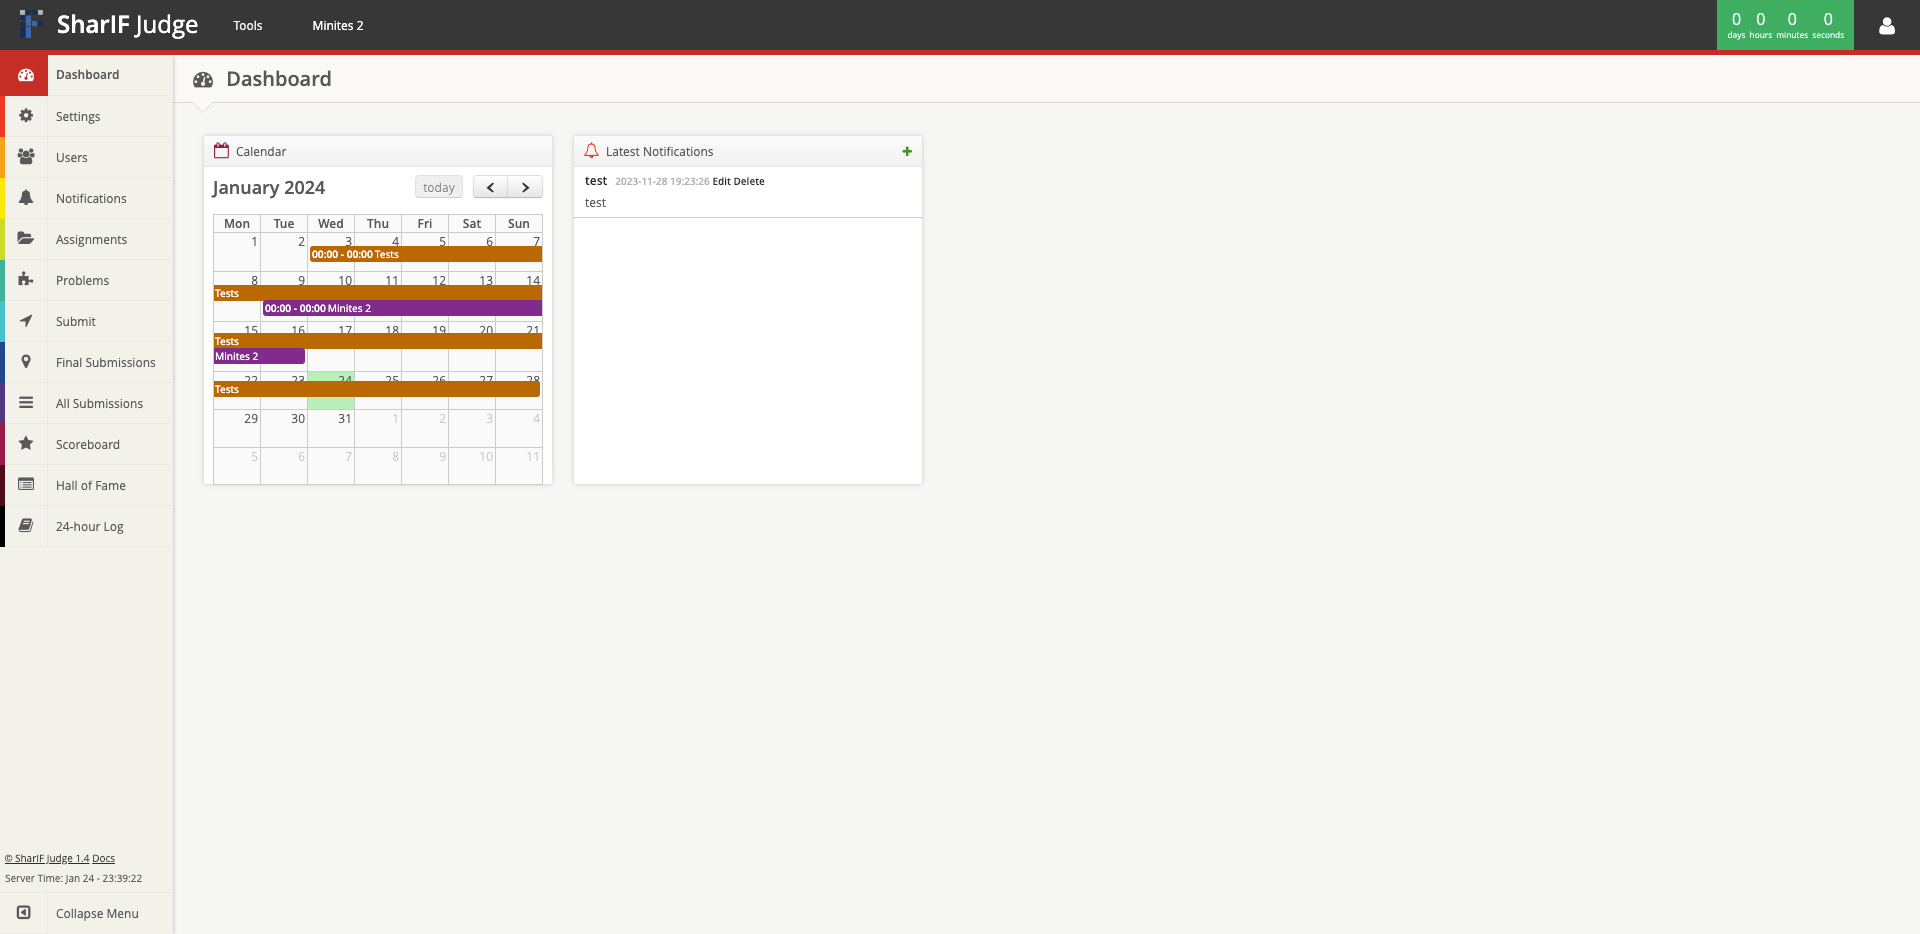 SharIF Judge Tools Minites 2
0 0 0 0
days hours minutes seconds
Dashboard
Settings
Users
Notifications
Assignments
Problems
Submit
Final Submissions
All Submissions
Scoreboard
Hall of Fame
24-hour Log
© SharIF Judge 1.4 Docs
Server Time: Jan 24 - 23:39:22
Collapse Menu
Dashboard
Calendar
January 2024 today
Mon Tue Wed Thu Fri Sat Sun
1 2 3 4 5 6 7
00:00 - 00:00 Tests
8 9 10 11 12 13 14
Tests
00:00 - 00:00 Minites 2
15 16 17 18 19 20 21
Tests
Minites 2
22 23 24 25 26 27 28
Tests
29 30 31 1 2 3 4
5 6 7 8 9 10 11
Latest Notifications
test 2023-11-28 19:23:26 Edit Delete
test